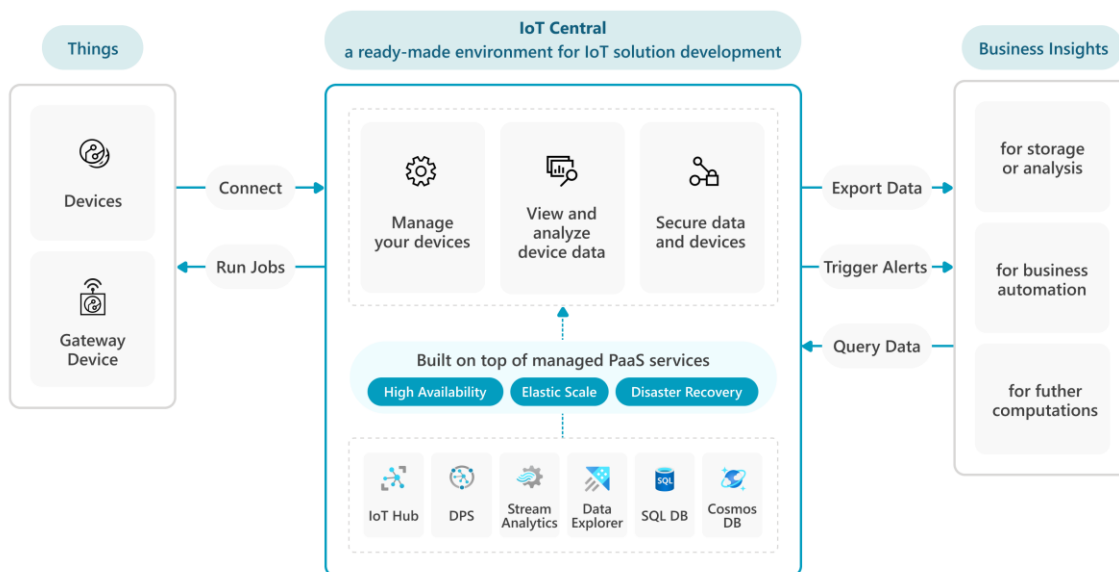 Things
Devices
Gateway
Device
Connect
Run Jobs
IoT Central
a ready-made environment for IoT solution development
Manage
your devices
View and
analyze
device data
Secure data
and devices
Built on top of managed PaaS services
High Availability
Elastic Scale
Disaster Recovery
IoT Hub
DPS
Stream
Analytics
Data
Explorer
SQL
SQL DB
Cosmos
DB
Export Data
Trigger Alerts
Query Data
Business Insights
for storage
or analysis
for business
automation
for futher
computations